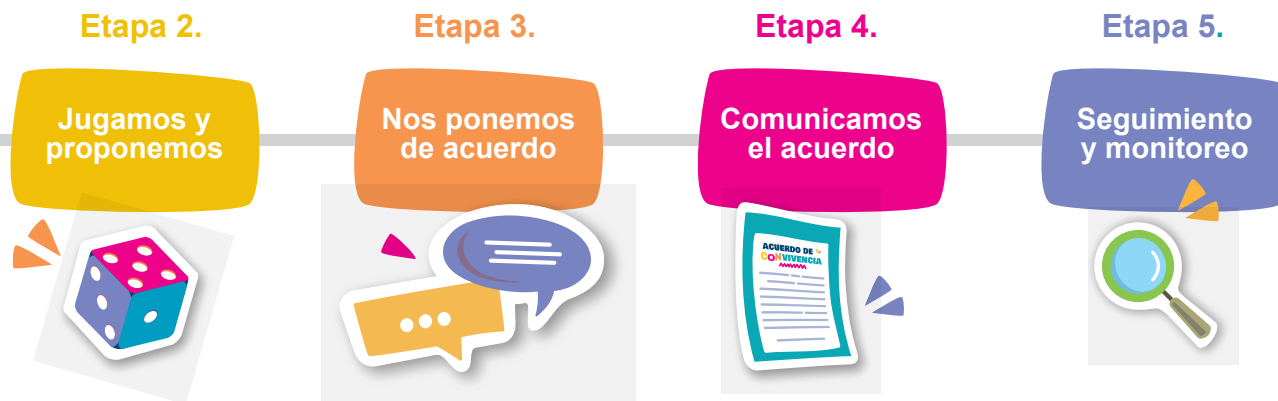 Etapa 2.
Jugamos y
proponemos
Etapa 3.
Nos ponemos
de acuerdo
Etapa 4.
Comunicamos
el acuerdo
ACUERDO DE la
CONVIVENCIA
Etapa 5.
Seguimiento
y monitoreo